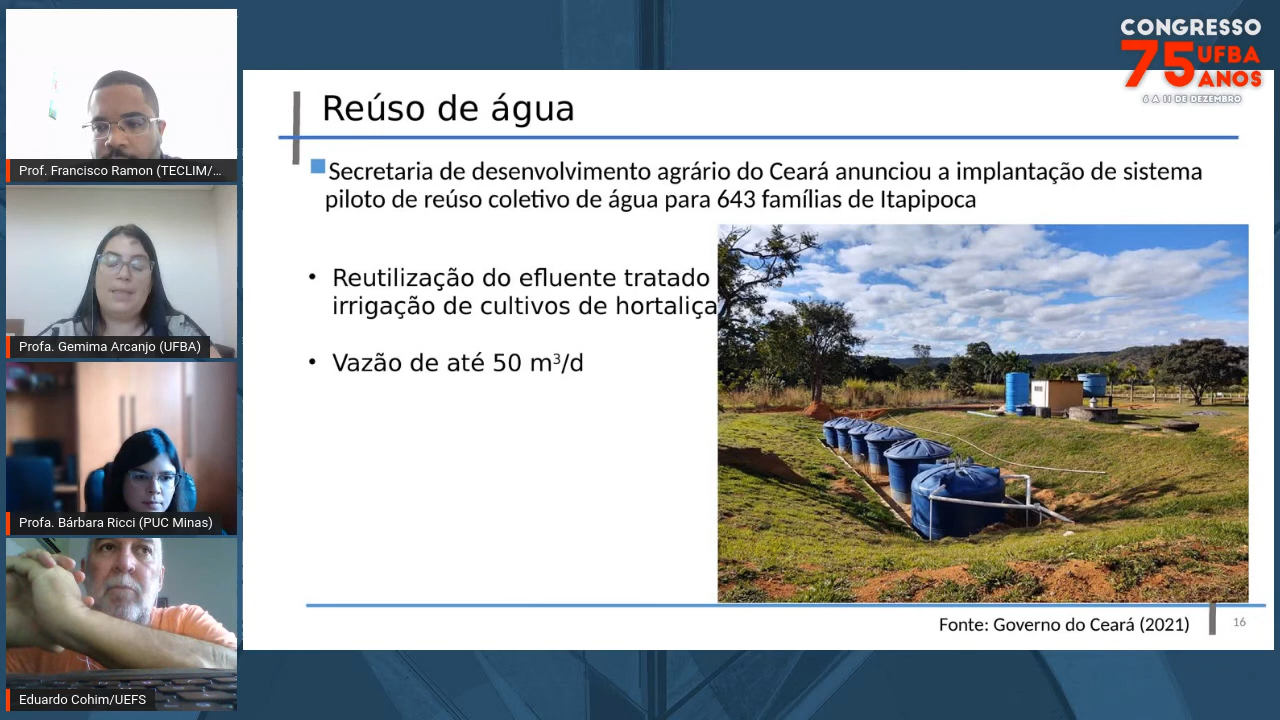 CONGRESSO
75 UFBA
ANOS
6 A 11 DE DEZEMBRO
Reúso de água
Secretaria de desenvolvimento agrário do Ceará anunciou a implantação de sistema
piloto de reúso coletivo de água para 643 famílias de Itapipoca
• Reutilização do efluente tratado
irrigação de cultivos de hortaliça
• Vazão de até 50 m³/d
Fonte: Governo do Ceará (2021)
16
Prof. Francisco Ramon (TECLIM/...
Profa. Gemima Arcanjo (UFBA)
Profa. Bárbara Ricci (PUC Minas)
Eduardo Cohim/UEFS